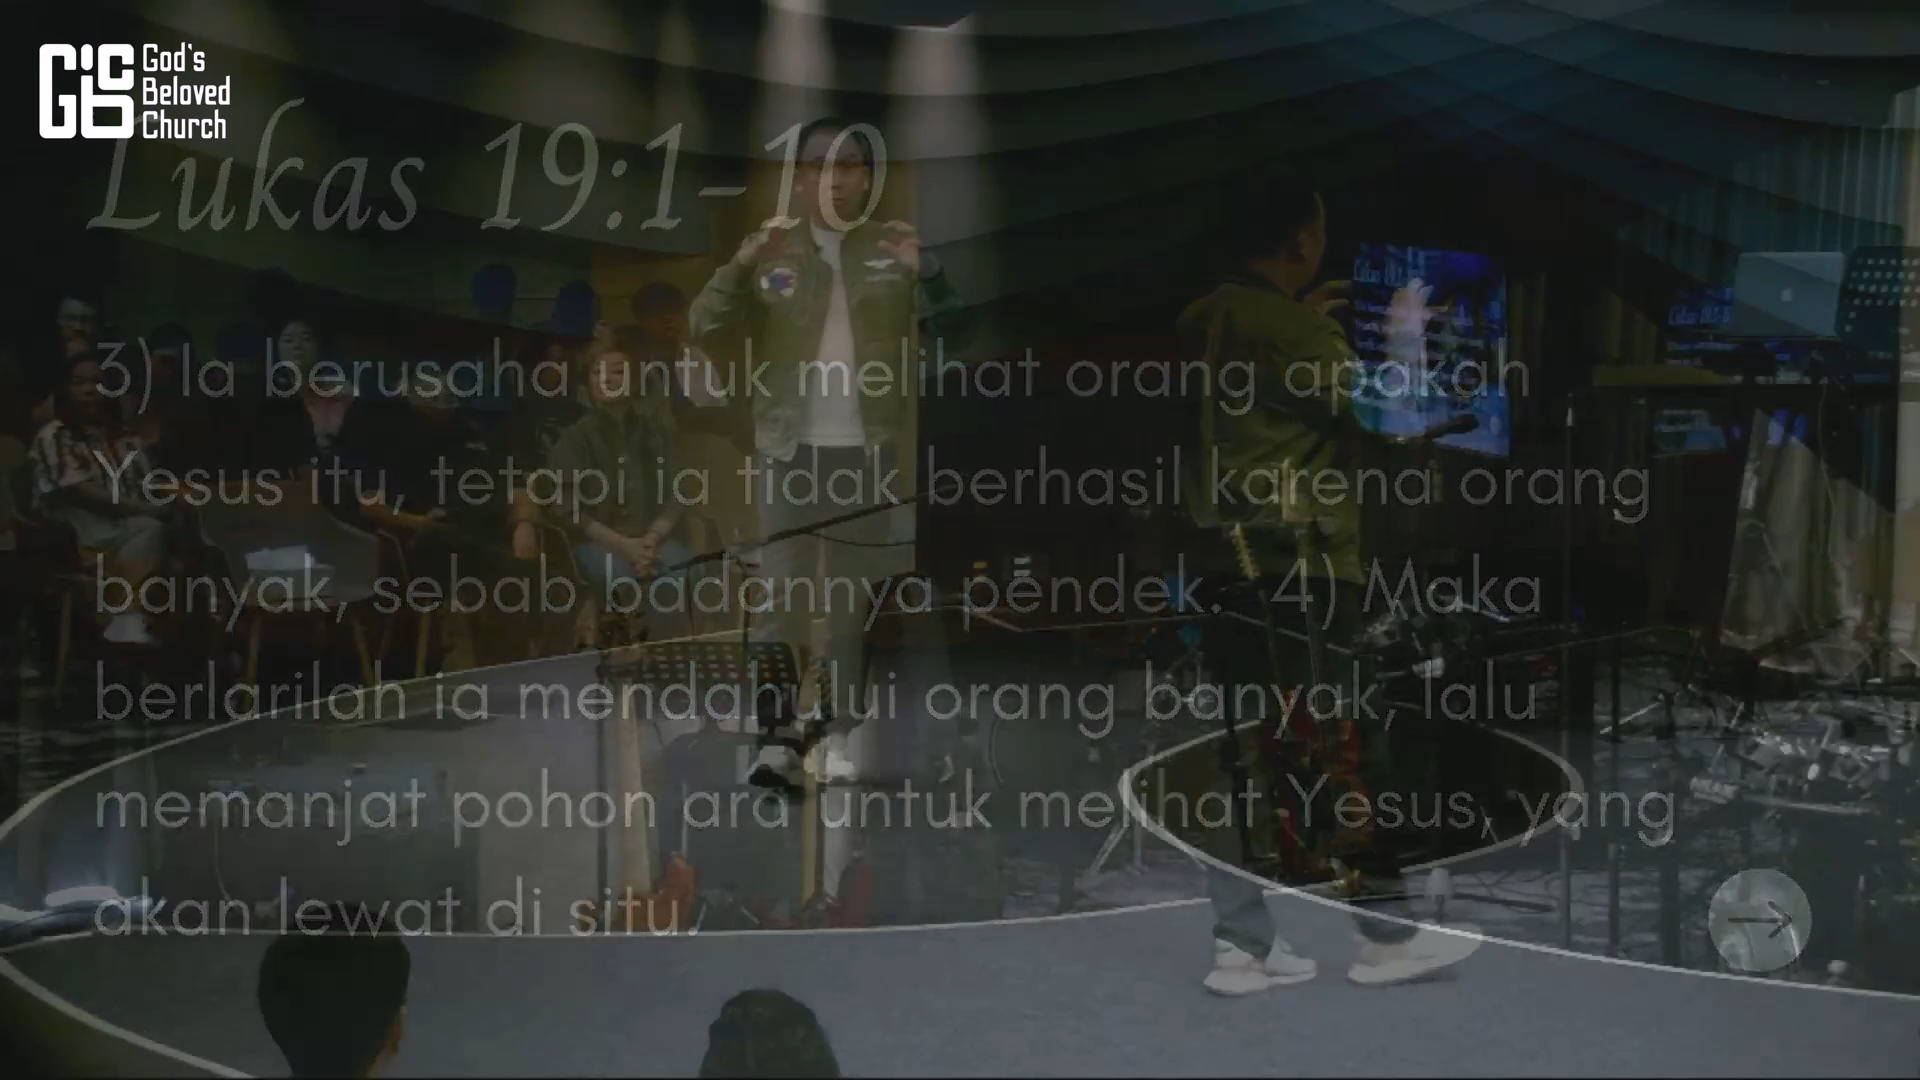 God's
Beloved
Church
Lukas 19:1-10
3) Ia berusaha untuk melihat orang apakah
Yesus itu, tetapi ia tidak berhasil karena orang
banyak, sebab badannya pendek. 4) Maka
berlarilah ia mendahului orang banyak, lalu
memanjat pohon ara untuk melihat Yesus, yang
akan lewat di situ.